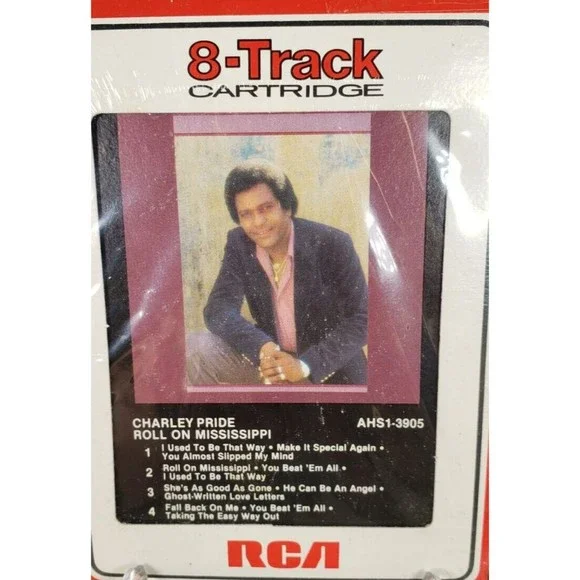 8-Track
CARTRIDGE
CHARLEY PRIDE AHS1-3905
ROLL ON MISSISSIPPI
1 I Used To Be That Way • Make It Special Again •
You Almost Slipped My Mind
2 Roll On Mississippi • You Beat 'Em All •
I Used To Be That Way
3 She's As Good As Gone • He Can Be An Angel •
Ghost-Written Love Letters
4 Fall Back On Me • You Beat 'Em All •
Taking The Easy Way Out
RCA